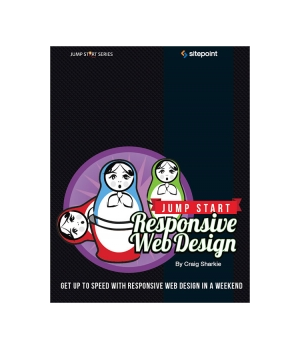 JUMP START SERIES
sitepoint
JUMP START
Responsive
Web Design
By Craig Sharkie
GET UP TO SPEED WITH RESPONSIVE WEB DESIGN IN A WEEKEND